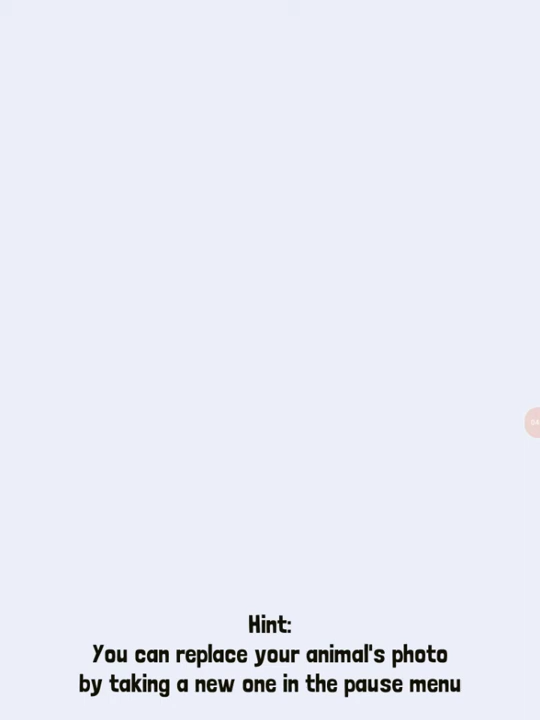 Hint:
You can replace your animal's photo
by taking a new one in the pause menu